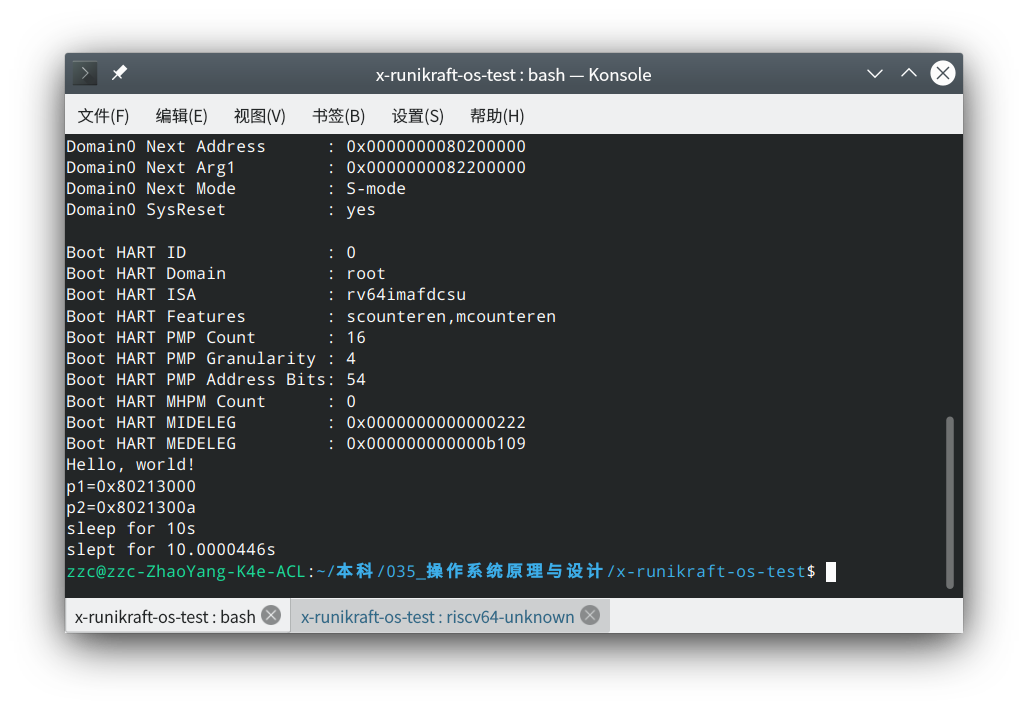 x-runikraft-os-test : bash — Konsole
文件(F) 编辑(E) 视图(V) 书签(B) 设置(S) 帮助(H)
Domain0 Next Address      : 0x0000000080200000
Domain0 Next Arg1         : 0x0000000082200000
Domain0 Next Mode         : S-mode
Domain0 SysReset          : yes

Boot HART ID              : 0
Boot HART Domain          : root
Boot HART ISA             : rv64imafdcsu
Boot HART Features        : scounteren,mcounteren
Boot HART PMP Count       : 16
Boot HART PMP Granularity : 4
Boot HART PMP Address Bits: 54
Boot HART MHPM Count      : 0
Boot HART MIDELEG         : 0x0000000000000222
Boot HART MEDELEG         : 0x000000000000b109
Hello, world!
p1=0x80213000
p2=0x8021300a
sleep for 10s
slept for 10.0000446s
zzc@zzc-ZhaoYang-K4e-ACL:~/本科/035_操作系统原理与设计/x-runikraft-os-test$
x-runikraft-os-test : bash x-runikraft-os-test : riscv64-unknown